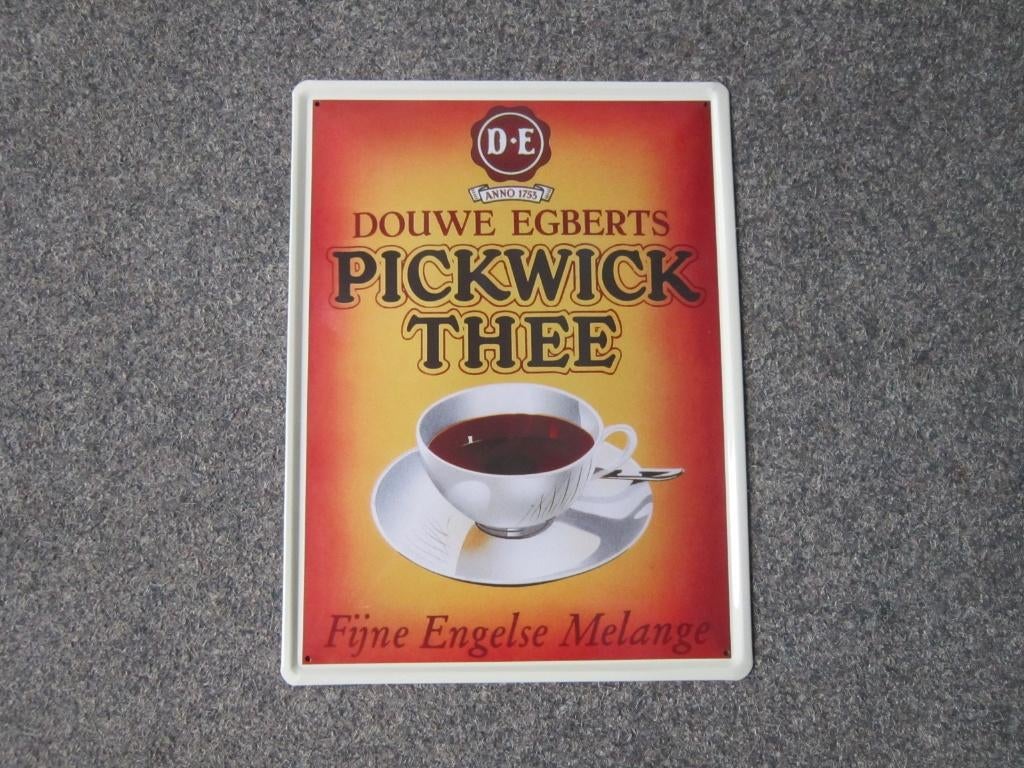 D·E
ANNO 1753
DOUWE EGBERTS
PICKWICK
THEE
Fijne Engelse Melange